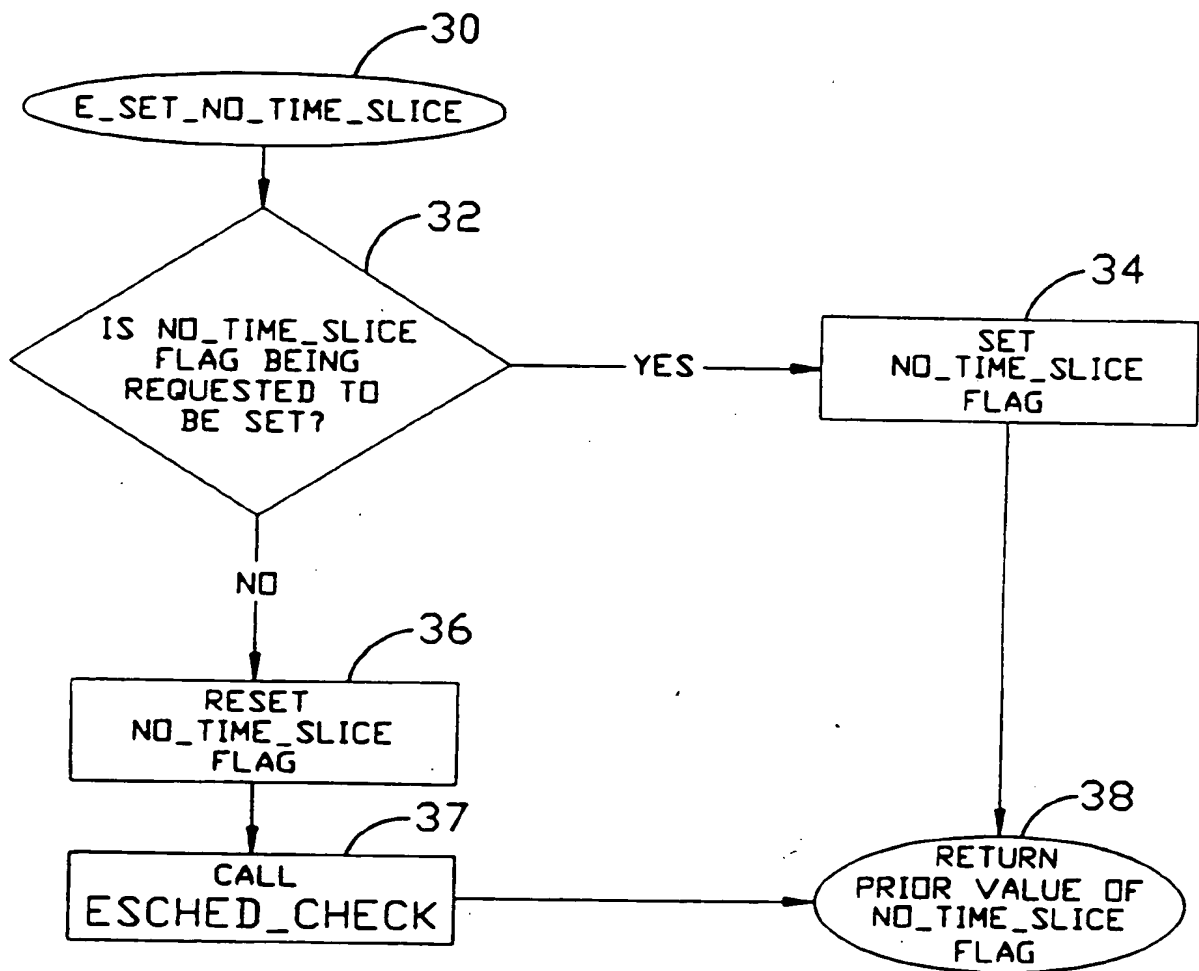 30
E_SET_NO_TIME_SLICE
32
IS NO_TIME_SLICE
FLAG BEING
REQUESTED TO
BE SET?
YES
34
SET
NO_TIME_SLICE
FLAG
NO
36
RESET
NO_TIME_SLICE
FLAG
37
CALL
ESCHED_CHECK
38
RETURN
PRIOR VALUE OF
NO_TIME_SLICE
FLAG